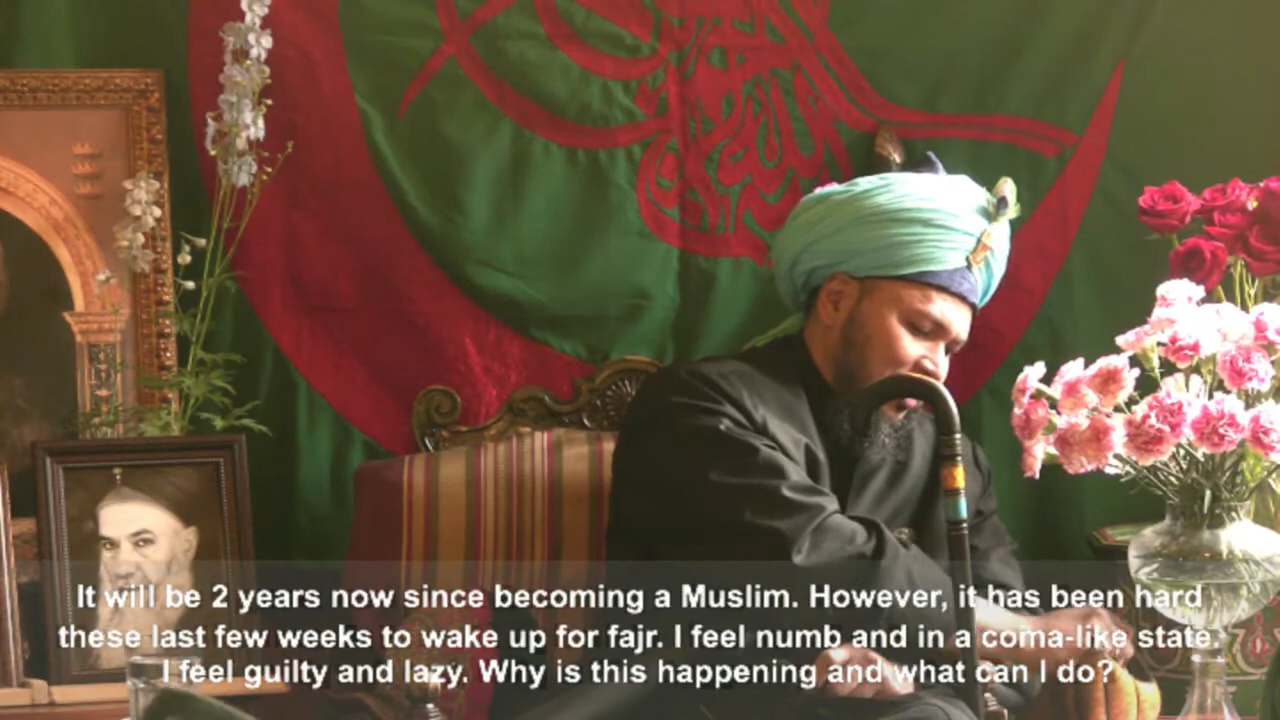 It will be 2 years now since becoming a Muslim. However, it has been hard
these last few weeks to wake up for fajr. I feel numb and in a coma-like state.
I feel guilty and lazy. Why is this happening and what can I do?